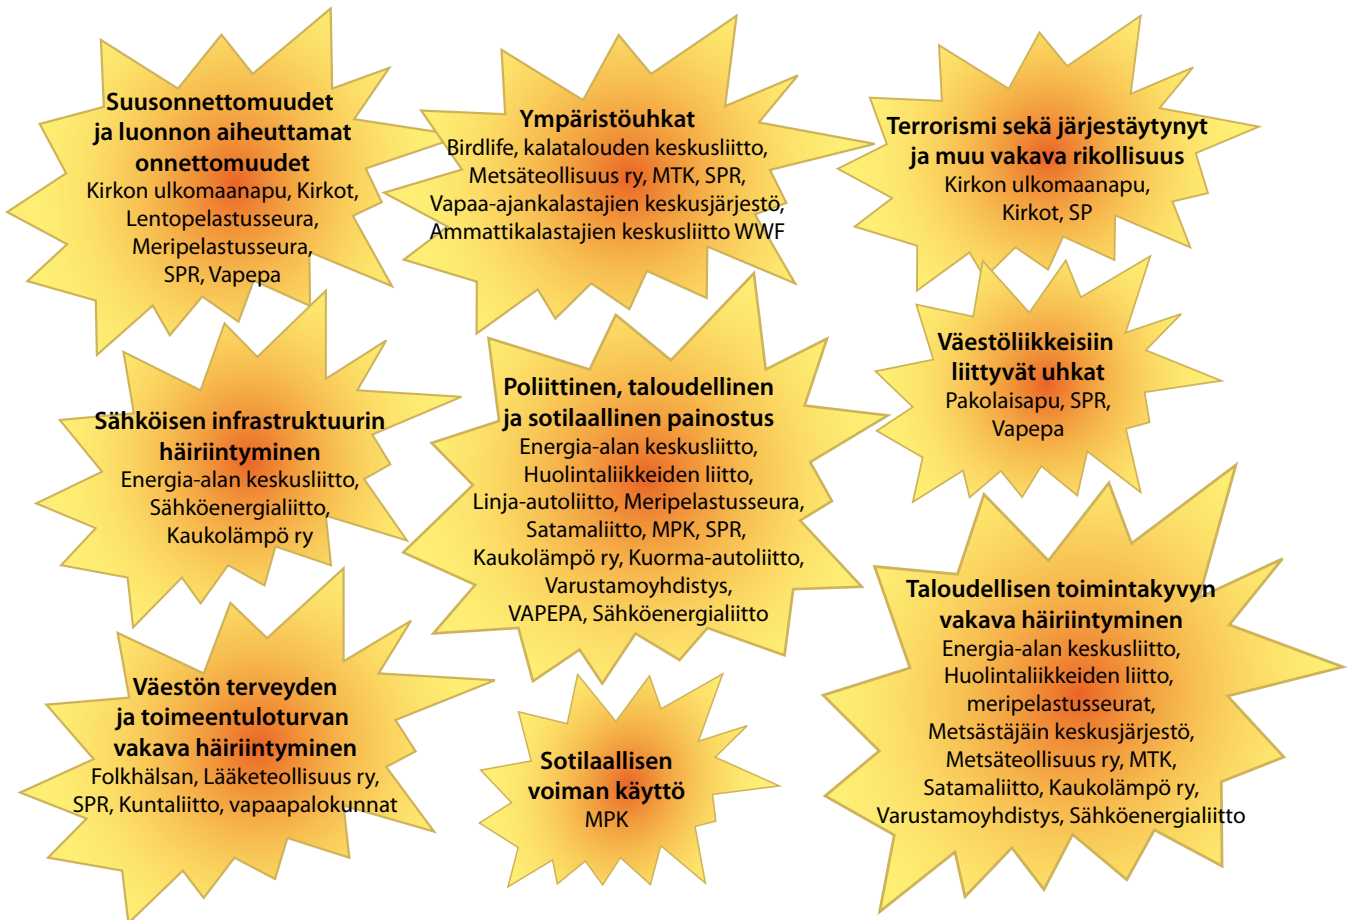 Suusonnettomuudet
ja luonnon aiheuttamat
onnettomuudet
Kirkon ulkomaanapu, Kirkot,
Lentopelastusseura,
Meripelastusseura,
SPR, Vapepa
Ympäristöuhkat
Birdlife, kalatalouden keskusliitto,
Metsäteollisuus ry, MTK, SPR,
Vapaa-ajankalastajien keskusjärjestö,
Ammattikalastajien keskusliitto WWF
Terrorismi sekä järjestäytynyt
ja muu vakava rikollisuus
Kirkon ulkomaanapu,
Kirkot, SP
Sähköisen infrastruktuurin
häiriintyminen
Energia-alan keskusliitto,
Sähköenergialiitto,
Kaukolämpö ry
Poliittinen, taloudellinen
ja sotilaallinen painostus
Energia-alan keskusliitto,
Huolintaliikkeiden liitto,
Linja-autoliitto, Meripelastusseura,
Satamaliitto, MPK, SPR,
Kaukolämpö ry, Kuorma-autoliitto,
Varustamoyhdistys,
VAPEPA, Sähköenergialiitto
Väestöliikkeisiin
liittyvät uhkat
Pakolaisapu, SPR,
Vapepa
Väestön terveyden
ja toimeentuloturvan
vakava häiriintyminen
Folkhälsan, Lääketeollisuus ry,
SPR, Kuntaliitto, vapaapalokunnat
Sotilaallisen
voiman käyttö
MPK
Taloudellisen toimintakyvyn
vakava häiriintyminen
Energia-alan keskusliitto,
Huolintaliikkeiden liitto,
meripelastusseurat,
Metsästäjäin keskusjärjestö,
Metsäteollisuus ry, MTK,
Satamaliitto, Kaukolämpö ry,
Varustamoyhdistys, Sähköenergialiitto